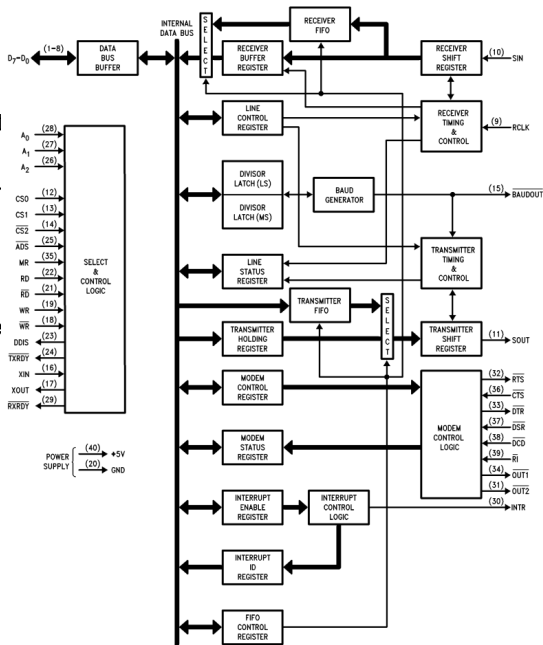 INTERNAL
DATA BUS
SELECT
RECEIVER
FIFO
D7–D0
(1-8)
DATA
BUS
BUFFER
RECEIVER
BUFFER
REGISTER
RECEIVER
SHIFT
REGISTER
(10)
SIN
A0 (28)
A1 (27)
A2 (26)
CS0 (12)
CS1 (13)
CS2 (14)
ADS (25)
MR (35)
RD (22)
RD (21)
WR (19)
WR (18)
DDIS (23)
TXRDY (24)
XIN (16)
XOUT (17)
RXRDY (29)
SELECT
&
CONTROL
LOGIC
LINE
CONTROL
REGISTER
RECEIVER
TIMING
&
CONTROL
(9)
RCLK
DIVISOR
LATCH (LS)
DIVISOR
LATCH (MS)
BAUD
GENERATOR
(15)
BAUDOUT
LINE
STATUS
REGISTER
TRANSMITTER
TIMING
&
CONTROL
TRANSMITTER
FIFO
SELECT
TRANSMITTER
HOLDING
REGISTER
TRANSMITTER
SHIFT
REGISTER
(11)
SOUT
MODEM
CONTROL
REGISTER
MODEM
CONTROL
LOGIC
(32) RTS
(36) CTS
(33) DTR
(37) DSR
(38) DCD
(39) RI
(34) OUT1
(31) OUT2
POWER
SUPPLY
(40) +5V
(20) GND
MODEM
STATUS
REGISTER
INTERRUPT
ENABLE
REGISTER
INTERRUPT
CONTROL
LOGIC
(30)
INTR
INTERRUPT
ID
REGISTER
FIFO
CONTROL
REGISTER